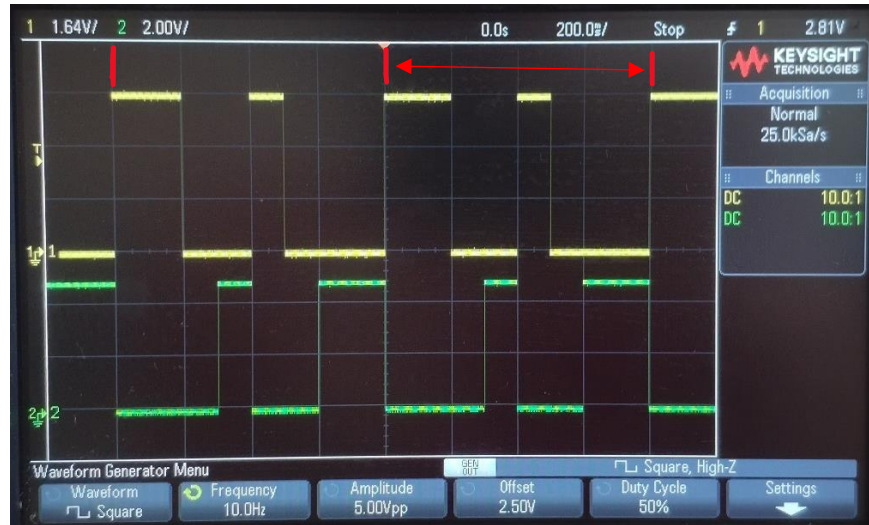 1 1.64V/ 2 2.00V/ 0.0s 200.0ms/ Stop 1 2.81V
KEYSIGHT
TECHNOLOGIES
Acquisition
Normal
25.0kSa/s
Channels
DC 10.0:1
DC 10.0:1
T
1 1
2 2
Waveform Generator Menu GEN OUT Square, High-Z
Waveform Frequency Amplitude Offset Duty Cycle Settings
Square 10.0Hz 5.00Vpp 2.50V 50%